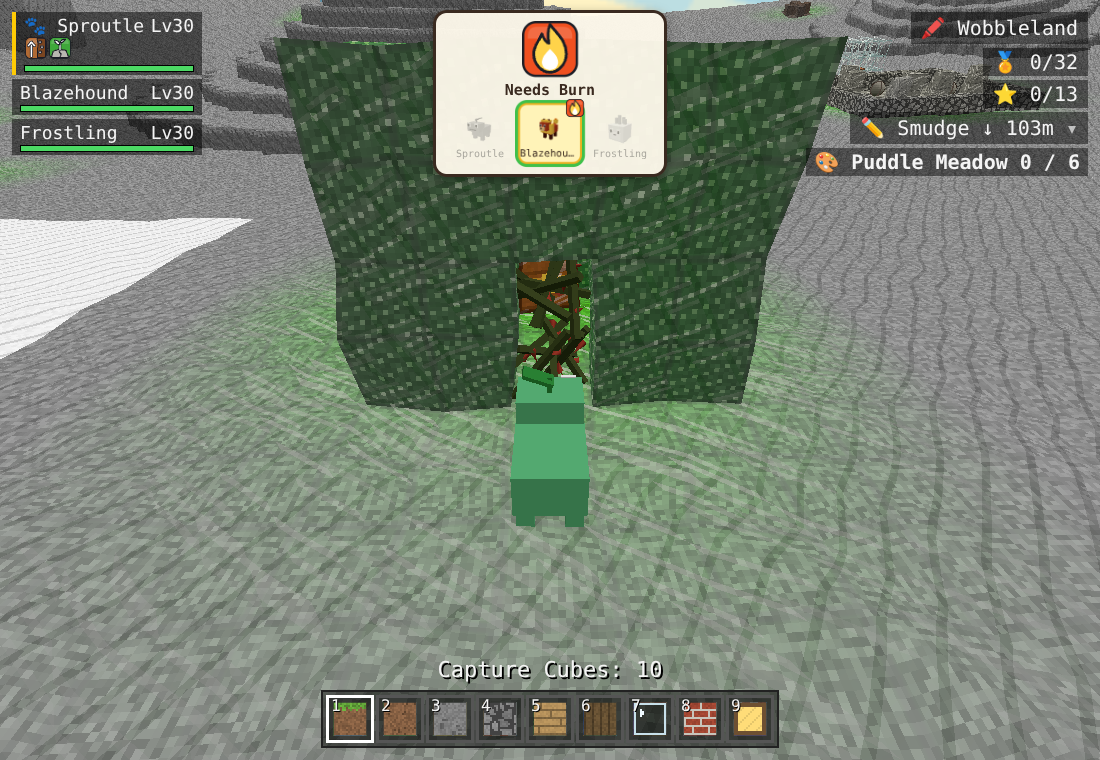 Sproutle Lv30
Blazehound Lv30
Frostling Lv30
Needs Burn
Sproutle
Blazehou…
Frostling
Wobbleland
0/32
0/13
Smudge ↓ 103m ▾
Puddle Meadow 0 / 6
Capture Cubes: 10
1 2 3 4 5 6 7 8 9